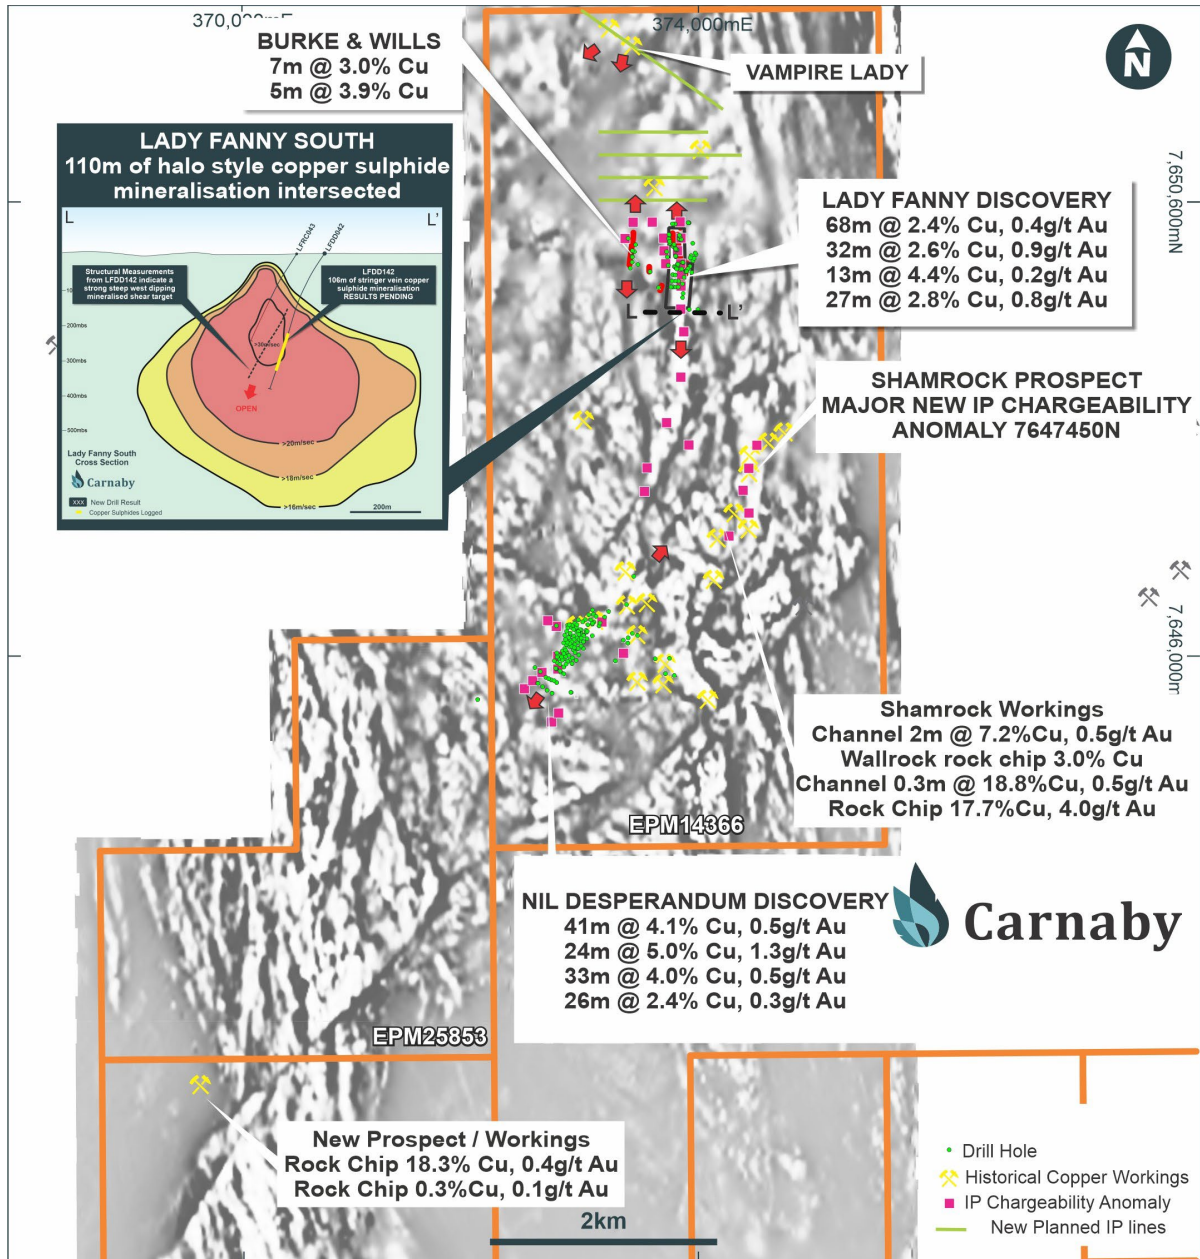 370,000mE
374,000mE
BURKE & WILLS
7m @ 3.0% Cu
5m @ 3.9% Cu
VAMPIRE LADY
N
7,650,600mN
LADY FANNY SOUTH
110m of halo style copper sulphide
mineralisation intersected
L
L'
LFRC043
LFDD042
Structural Measurements
from LFDD142 indicate a
strong steep west dipping
mineralised shear target
LFDD142
106m of stringer vein copper
sulphide mineralisation
RESULTS PENDING
-200mbs
-300mbs
-400mbs
-500mbs
>30m/sec
OPEN
>20m/sec
>18m/sec
>16m/sec
Lady Fanny South
Cross Section
Carnaby
XXX New Drill Result
Copper Sulphides Logged
200m
LADY FANNY DISCOVERY
68m @ 2.4% Cu, 0.4g/t Au
32m @ 2.6% Cu, 0.9g/t Au
13m @ 4.4% Cu, 0.2g/t Au
27m @ 2.8% Cu, 0.8g/t Au
L
L'
SHAMROCK PROSPECT
MAJOR NEW IP CHARGEABILITY
ANOMALY 7647450N
7,646,000m
Shamrock Workings
Channel 2m @ 7.2%Cu, 0.5g/t Au
Wallrock rock chip 3.0% Cu
Channel 0.3m @ 18.8%Cu, 0.5g/t Au
Rock Chip 17.7%Cu, 4.0g/t Au
EPM14366
NIL DESPERANDUM DISCOVERY
41m @ 4.1% Cu, 0.5g/t Au
24m @ 5.0% Cu, 1.3g/t Au
33m @ 4.0% Cu, 0.5g/t Au
26m @ 2.4% Cu, 0.3g/t Au
Carnaby
EPM25853
New Prospect / Workings
Rock Chip 18.3% Cu, 0.4g/t Au
Rock Chip 0.3%Cu, 0.1g/t Au
2km
Drill Hole
Historical Copper Workings
IP Chargeability Anomaly
New Planned IP lines